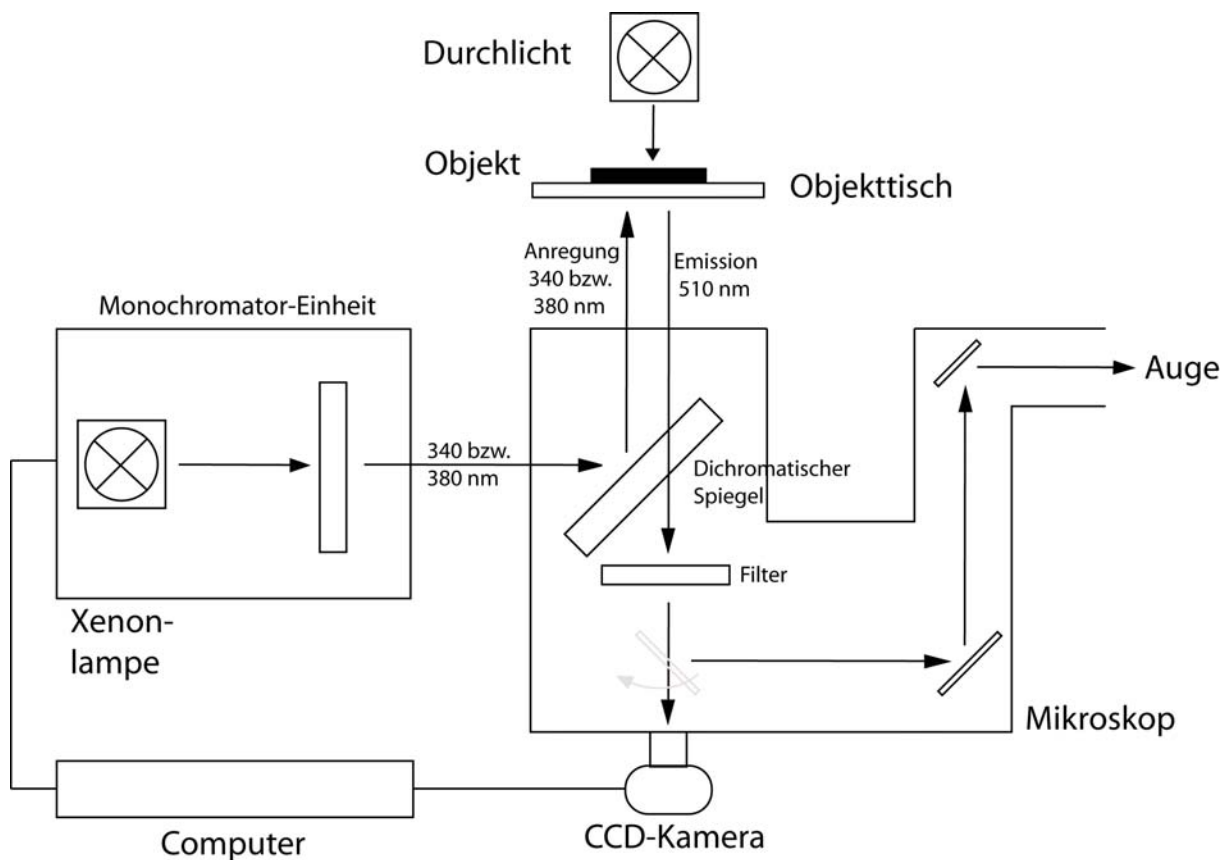 Durchlicht
Objekt
Objekttisch
Anregung
340 bzw.
380 nm
Emission
510 nm
Monochromator-Einheit
Auge
340 bzw.
380 nm
Dichromatischer
Spiegel
Filter
Xenon-
lampe
Mikroskop
Computer
CCD-Kamera